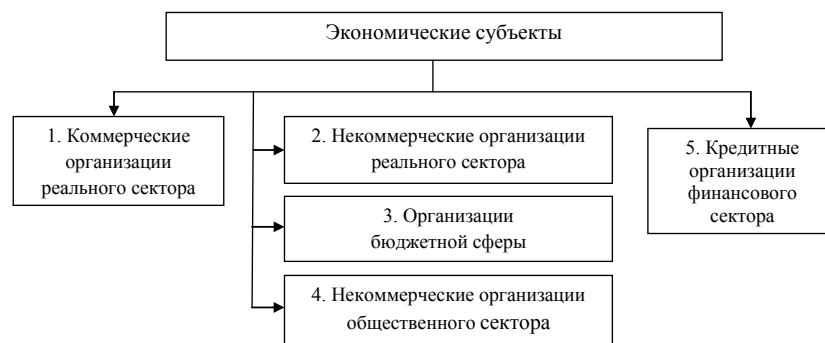 Экономические субъекты
1. Коммерческие
организации
реального сектора
2. Некоммерческие организации
реального сектора
3. Организации
бюджетной сферы
4. Некоммерческие организации
общественного сектора
5. Кредитные
организации
финансового
сектора